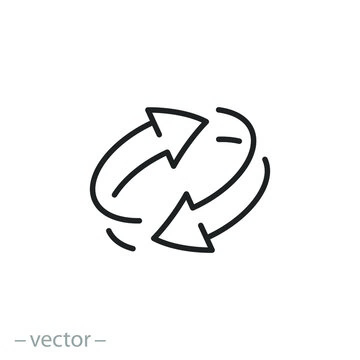 – vector –